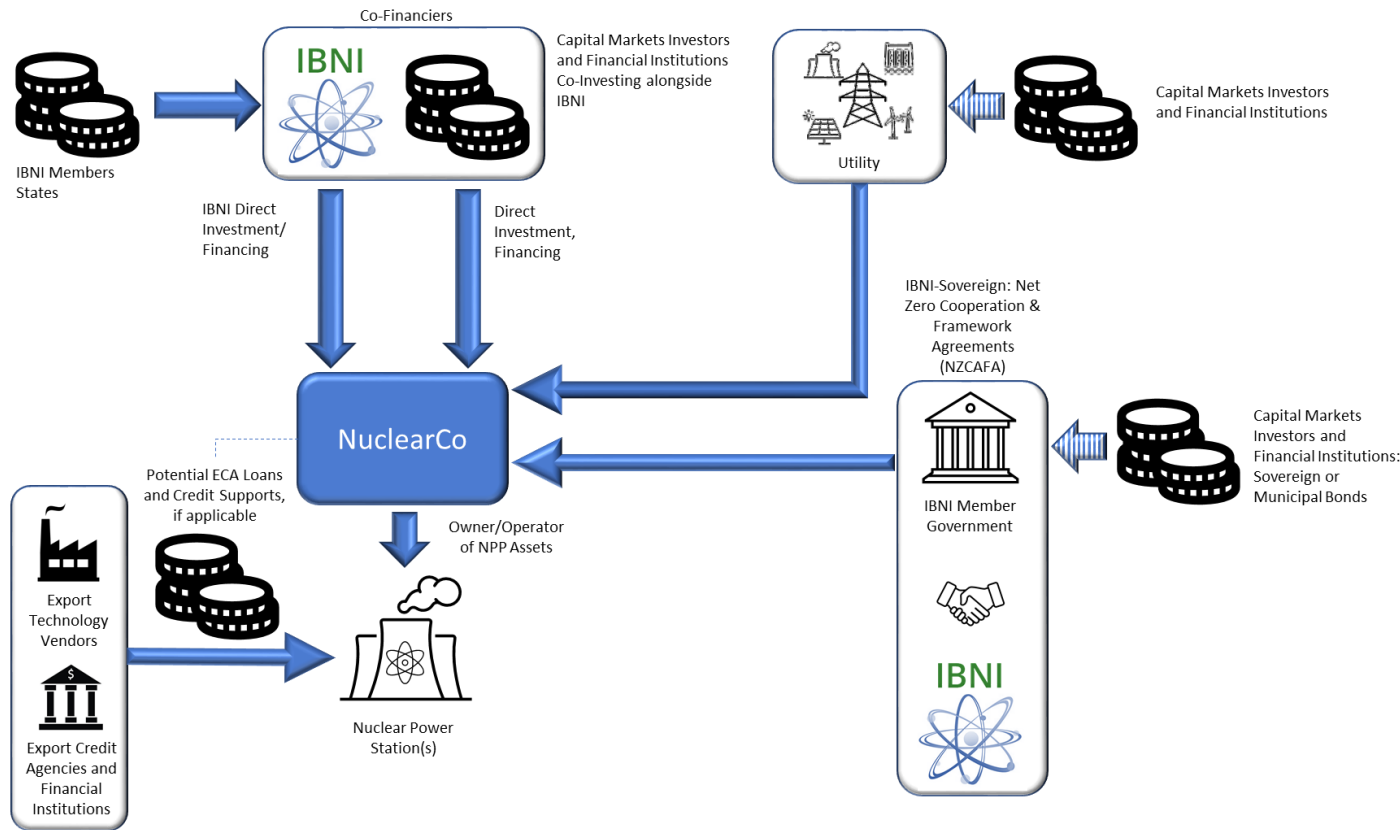 Co-Financiers
IBNI
Capital Markets Investors
and Financial Institutions
Co-Investing alongside
IBNI
IBNI Members
States
Utility
Capital Markets Investors
and Financial Institutions
IBNI Direct
Investment/
Financing
Direct
Investment,
Financing
IBNI-Sovereign: Net
Zero Cooperation &
Framework
Agreements
(NZCAFA)
NuclearCo
Capital Markets
Investors and
Financial Institutions:
Sovereign or
Municipal Bonds
IBNI Member
Government
IBNI
Potential ECA Loans
and Credit Supports,
if applicable
Owner/Operator
of NPP Assets
Export
Technology
Vendors
$
Export Credit
Agencies and
Financial
Institutions
Nuclear Power
Station(s)